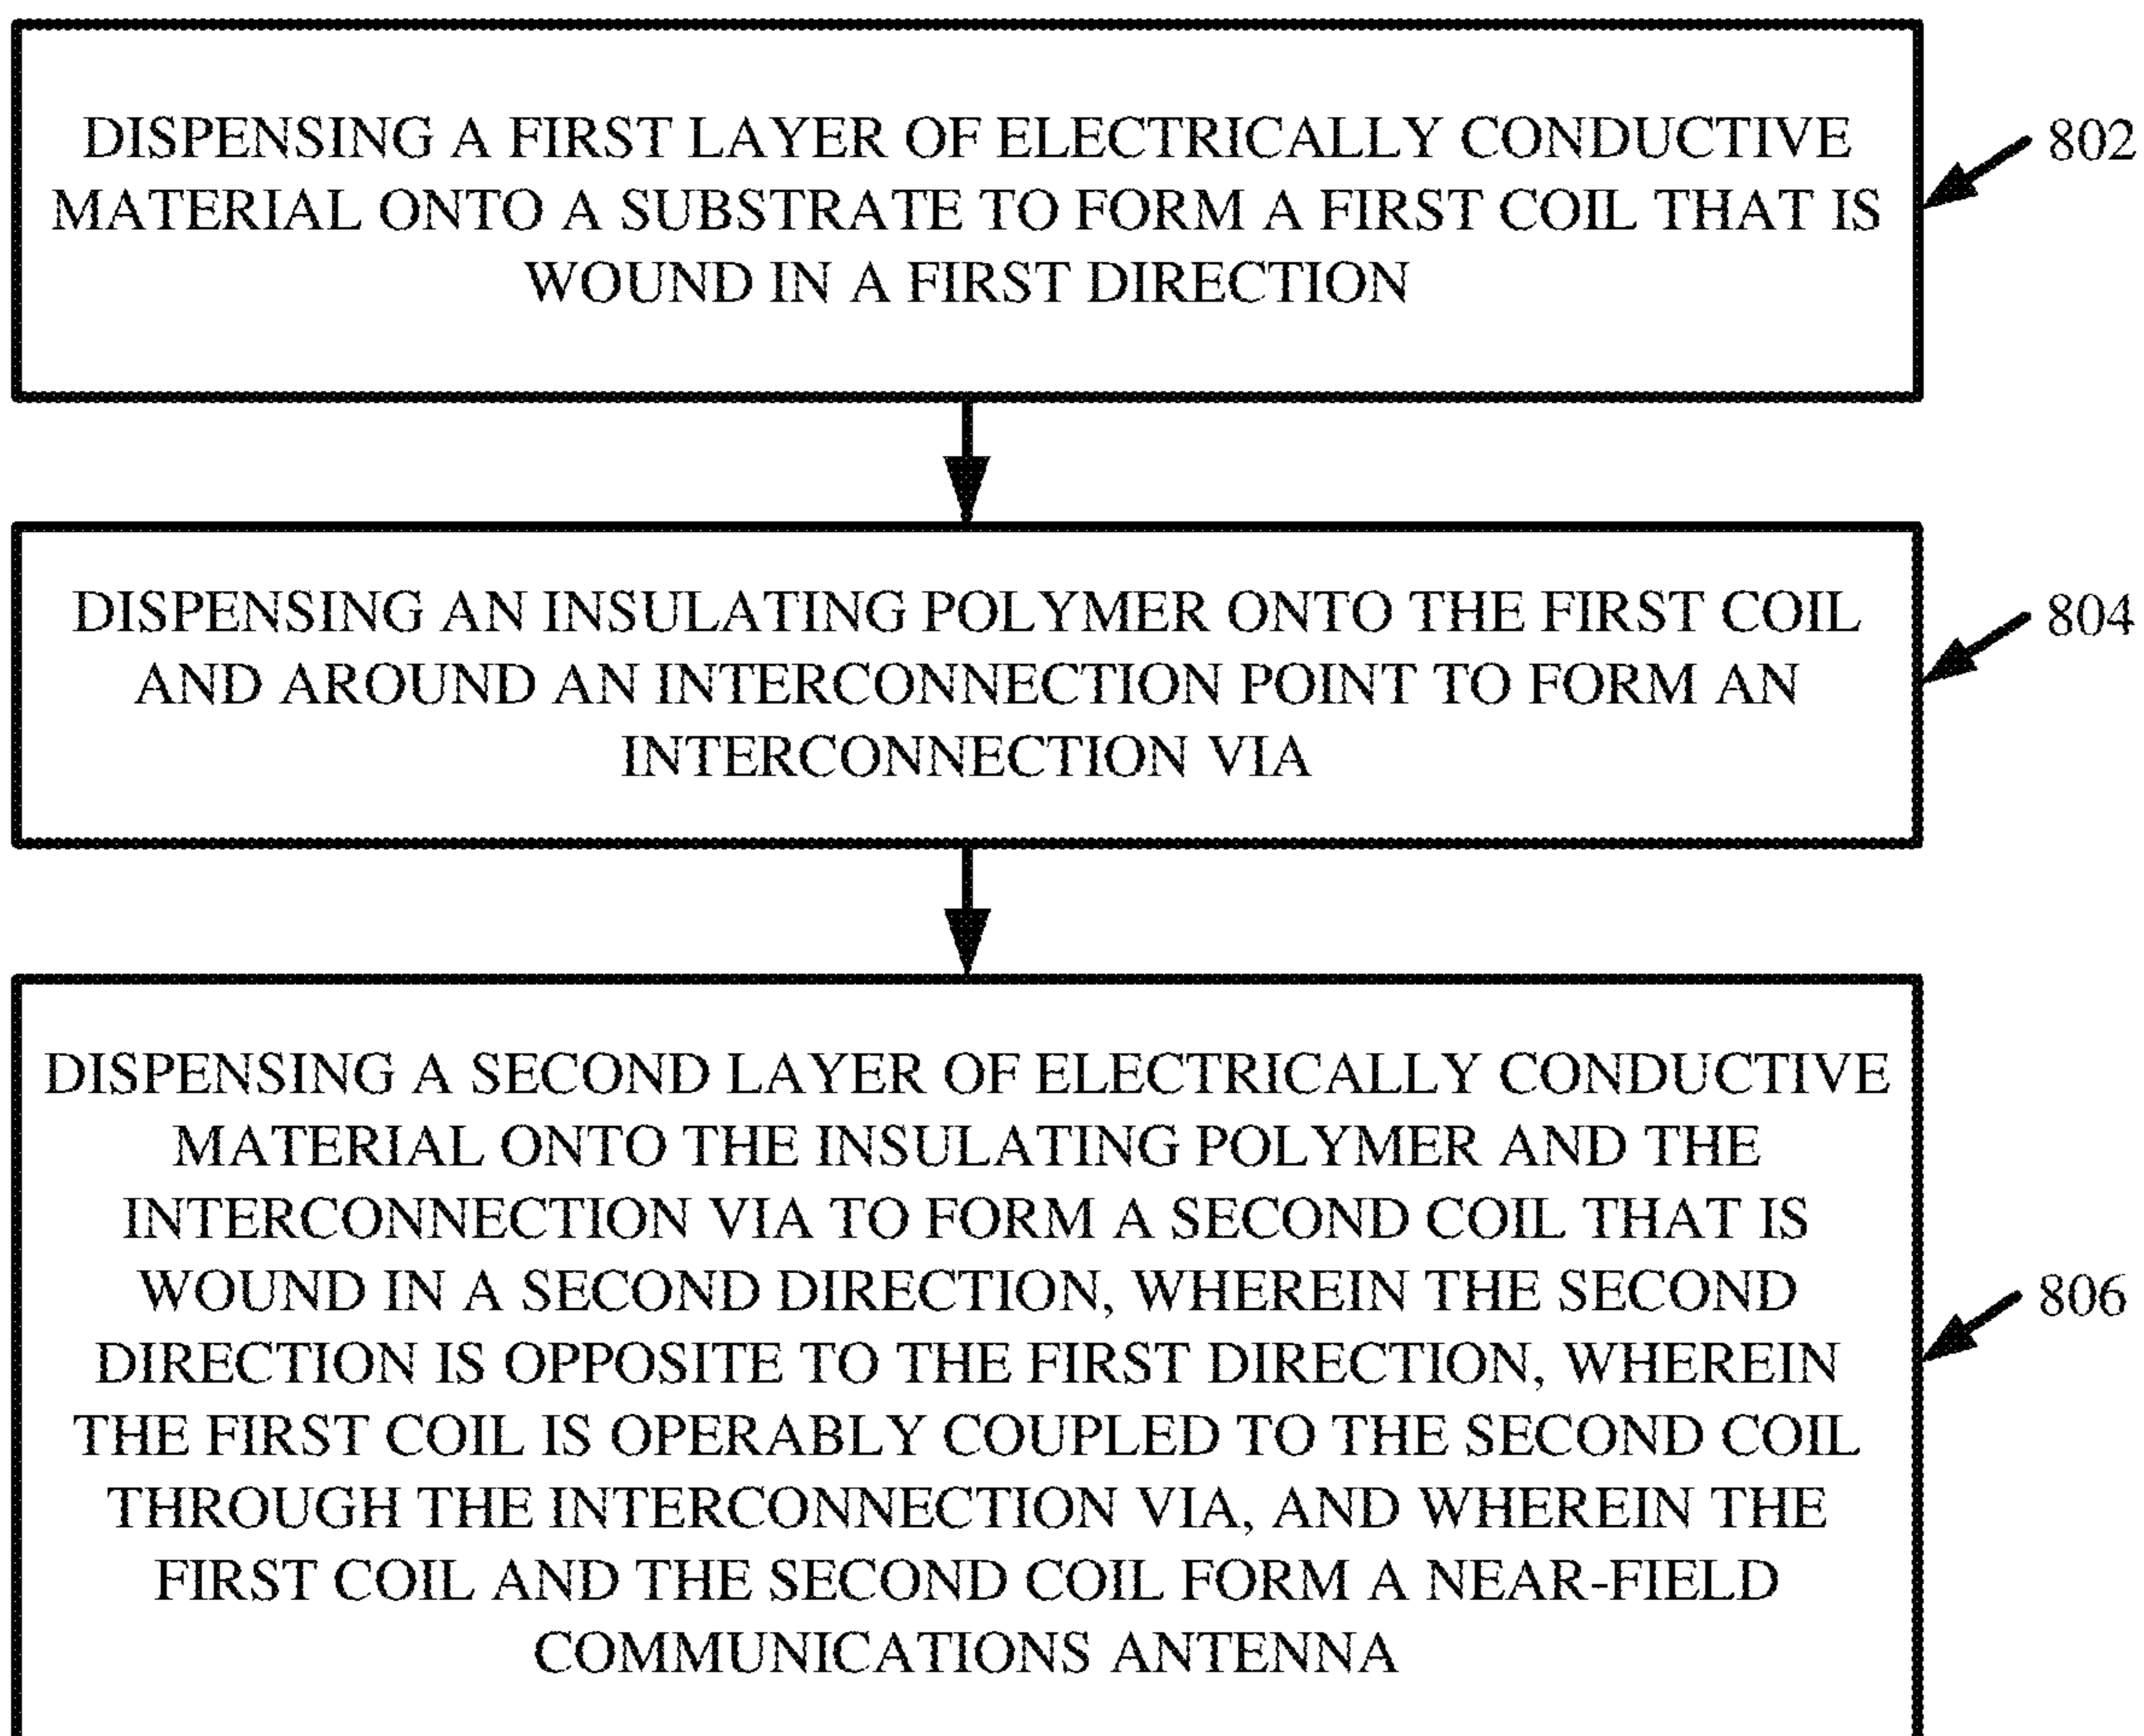 DISPENSING A FIRST LAYER OF ELECTRICALLY CONDUCTIVE
MATERIAL ONTO A SUBSTRATE TO FORM A FIRST COIL THAT IS
WOUND IN A FIRST DIRECTION
802
DISPENSING AN INSULATING POLYMER ONTO THE FIRST COIL
AND AROUND AN INTERCONNECTION POINT TO FORM AN
INTERCONNECTION VIA
804
DISPENSING A SECOND LAYER OF ELECTRICALLY CONDUCTIVE
MATERIAL ONTO THE INSULATING POLYMER AND THE
INTERCONNECTION VIA TO FORM A SECOND COIL THAT IS
WOUND IN A SECOND DIRECTION, WHEREIN THE SECOND
DIRECTION IS OPPOSITE TO THE FIRST DIRECTION, WHEREIN
THE FIRST COIL IS OPERABLY COUPLED TO THE SECOND COIL
THROUGH THE INTERCONNECTION VIA, AND WHEREIN THE
FIRST COIL AND THE SECOND COIL FORM A NEAR-FIELD
COMMUNICATIONS ANTENNA
806